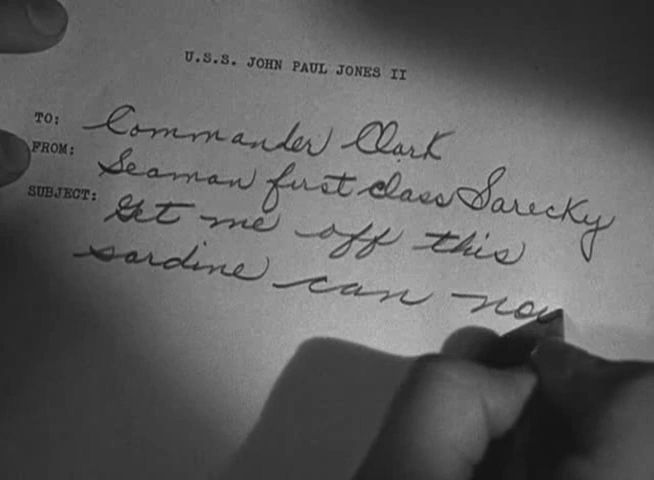 U.S.S. JOHN PAUL JONES II
TO: Commander Clark
FROM: Seaman first class Sarecky
SUBJECT: Get me off this
sardine can now